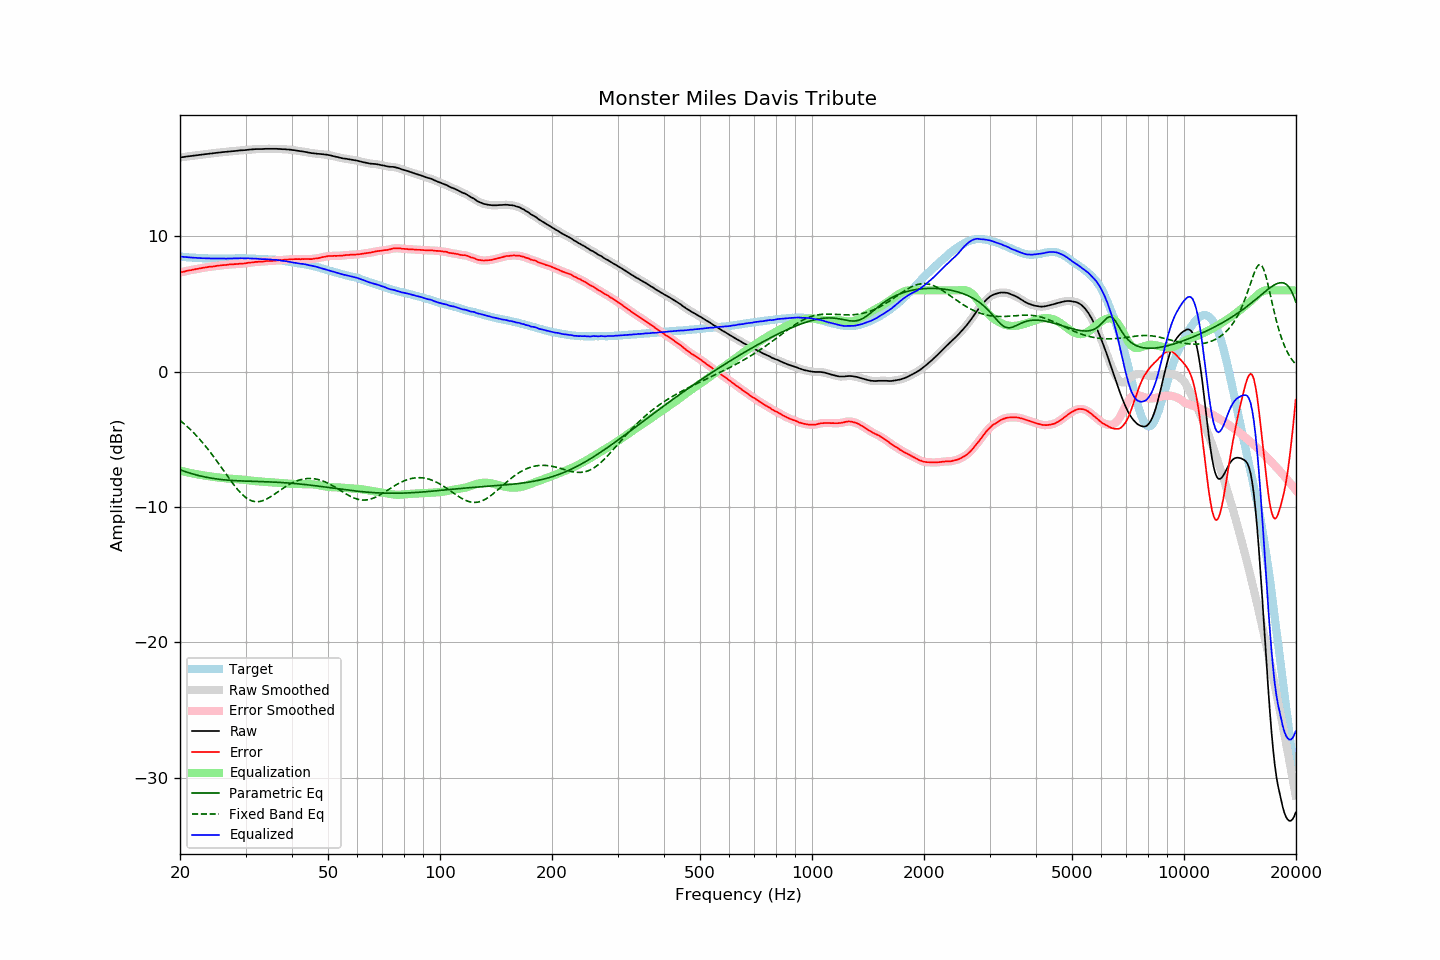 Monster Miles Davis Tribute
Amplitude (dBr)
10
0
−10
−20
−30
Target
Raw Smoothed
Error Smoothed
Raw
Error
Equalization
Parametric Eq
Fixed Band Eq
Equalized
20 50 100 200 500 1000 2000 5000 10000 20000
Frequency (Hz)